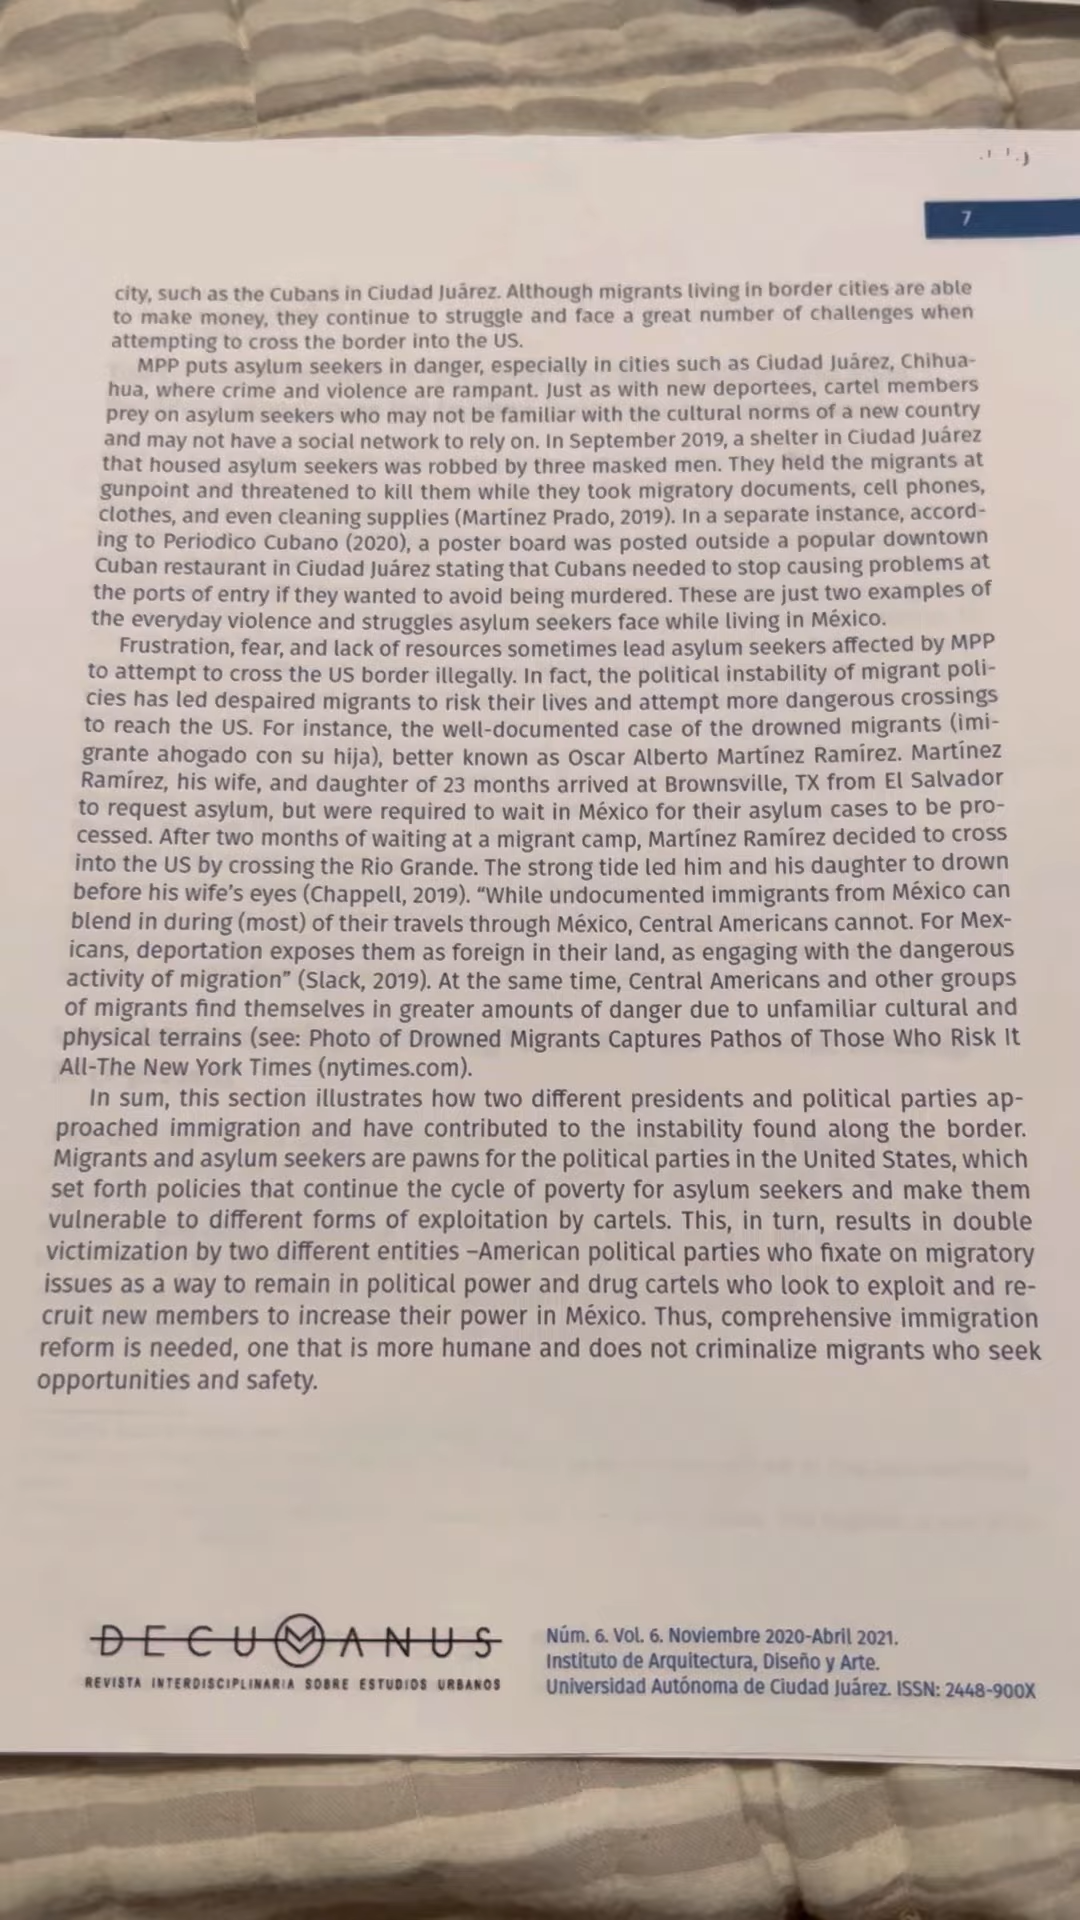 7
city, such as the Cubans in Ciudad Juárez. Although migrants living in border cities are able
to make money, they continue to struggle and face a great number of challenges when
attempting to cross the border into the US.
MPP puts asylum seekers in danger, especially in cities such as Ciudad Juárez, Chihua-
hua, where crime and violence are rampant. Just as with new deportees, cartel members
prey on asylum seekers who may not be familiar with the cultural norms of a new country
and may not have a social network to rely on. In September 2019, a shelter in Ciudad Juárez
that housed asylum seekers was robbed by three masked men. They held the migrants at
gunpoint and threatened to kill them while they took migratory documents, cell phones,
clothes, and even cleaning supplies (Martínez Prado, 2019). In a separate instance, accord-
ing to Periodico Cubano (2020), a poster board was posted outside a popular downtown
Cuban restaurant in Ciudad Juárez stating that Cubans needed to stop causing problems at
the ports of entry if they wanted to avoid being murdered. These are just two examples of
the everyday violence and struggles asylum seekers face while living in México.
Frustration, fear, and lack of resources sometimes lead asylum seekers affected by MPP
to attempt to cross the US border illegally. In fact, the political instability of migrant poli-
cies has led despaired migrants to risk their lives and attempt more dangerous crossings
to reach the US. For instance, the well-documented case of the drowned migrants (imi-
grante ahogado con su hija), better known as Oscar Alberto Martínez Ramírez. Martínez
Ramírez, his wife, and daughter of 23 months arrived at Brownsville, TX from El Salvador
to request asylum, but were required to wait in México for their asylum cases to be pro-
cessed. After two months of waiting at a migrant camp, Martínez Ramírez decided to cross
into the US by crossing the Rio Grande. The strong tide led him and his daughter to drown
before his wife's eyes (Chappell, 2019). “While undocumented immigrants from México can
blend in during (most) of their travels through México, Central Americans cannot. For Mex-
icans, deportation exposes them as foreign in their land, as engaging with the dangerous
activity of migration” (Slack, 2019). At the same time, Central Americans and other groups
of migrants find themselves in greater amounts of danger due to unfamiliar cultural and
physical terrains (see: Photo of Drowned Migrants Captures Pathos of Those Who Risk It
All-The New York Times (nytimes.com).
In sum, this section illustrates how two different presidents and political parties ap-
proached immigration and have contributed to the instability found along the border.
Migrants and asylum seekers are pawns for the political parties in the United States, which
set forth policies that continue the cycle of poverty for asylum seekers and make them
vulnerable to different forms of exploitation by cartels. This, in turn, results in double
victimization by two different entities –American political parties who fixate on migratory
issues as a way to remain in political power and drug cartels who look to exploit and re-
cruit new members to increase their power in México. Thus, comprehensive immigration
reform is needed, one that is more humane and does not criminalize migrants who seek
opportunities and safety.
DECUMANUS
REVISTA INTERDISCIPLINARIA SOBRE ESTUDIOS URBANOS
Núm. 6. Vol. 6. Noviembre 2020-Abril 2021.
Instituto de Arquitectura, Diseño y Arte.
Universidad Autónoma de Ciudad Juárez. ISSN: 2448-900X